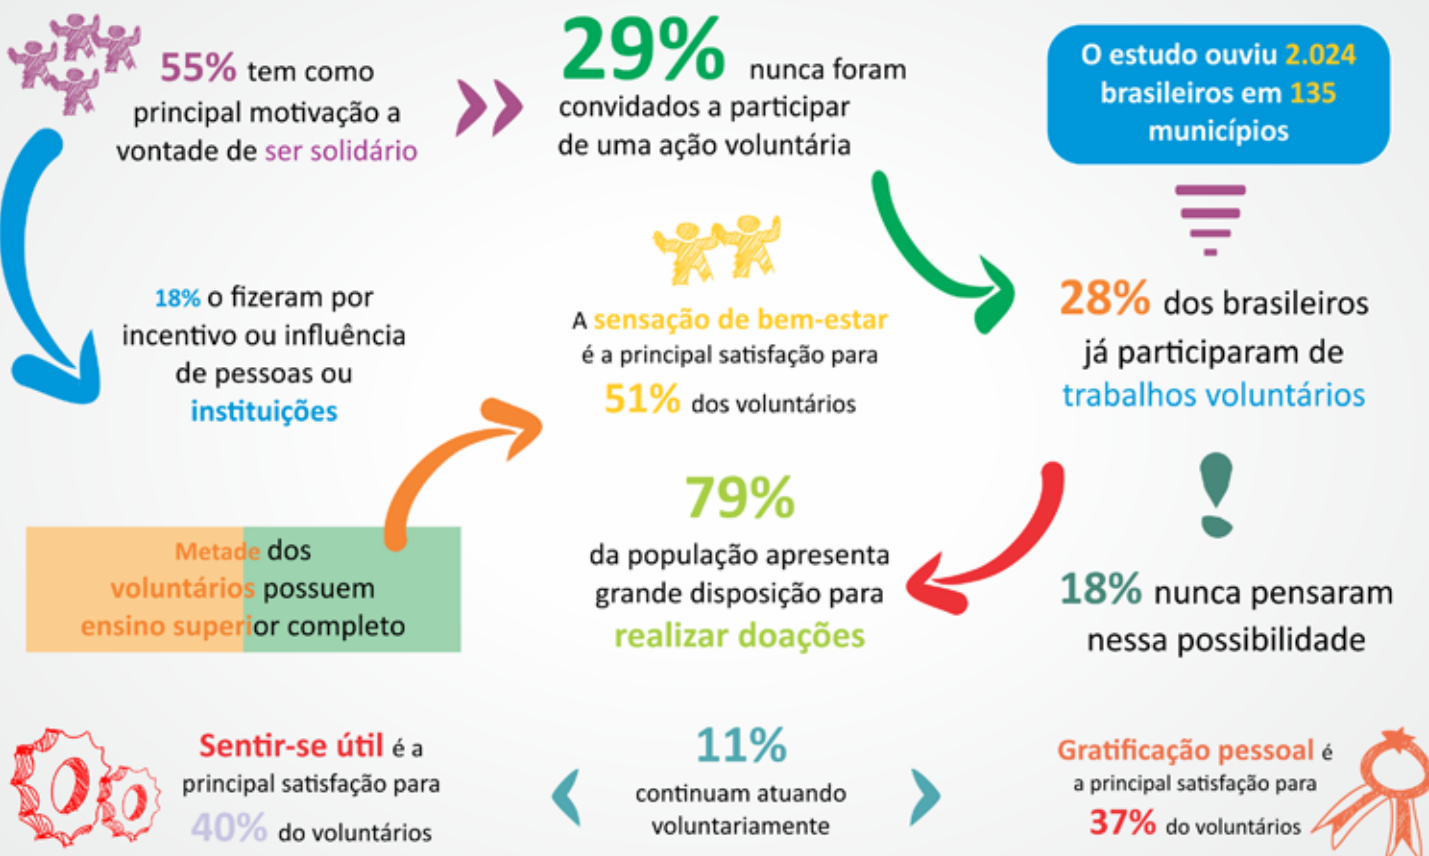 55% tem como
principal motivação a
vontade de ser solidário
29% nunca foram
convidados a participar
de uma ação voluntária
O estudo ouviu 2.024
brasileiros em 135
municípios
18% o fizeram por
incentivo ou influência
de pessoas ou
instituições
A sensação de bem-estar
é a principal satisfação para
51% dos voluntários
28% dos brasileiros
já participaram de
trabalhos voluntários
Metade dos
voluntários possuem
ensino superior completo
79%
da população apresenta
grande disposição para
realizar doações
18% nunca pensaram
nessa possibilidade
Sentir-se útil é a
principal satisfação para
40% do voluntários
11%
continuam atuando
voluntariamente
Gratificação pessoal é
a principal satisfação para
37% do voluntários